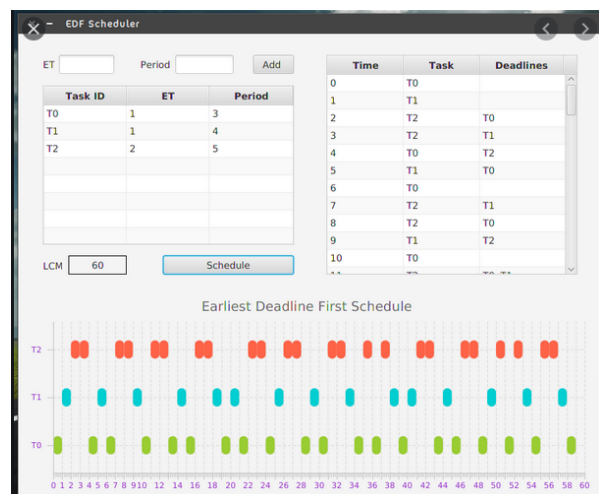 EDF Scheduler
ET Period Add
Task ID ET Period
T0 1 3
T1 1 4
T2 2 5
LCM 60 Schedule
Time Task Deadlines
0 T0
1 T1
2 T2 T0
3 T2 T1
4 T0 T2
5 T1 T0
6 T0
7 T2 T1
8 T2 T0
9 T1 T2
10 T0
Earliest Deadline First Schedule
T2
T1
T0
0 1 2 3 4 5 6 7 8 910 12 14 16 18 20 22 24 26 28 30 32 34 36 38 40 42 44 46 48 50 52 54 56 58 60